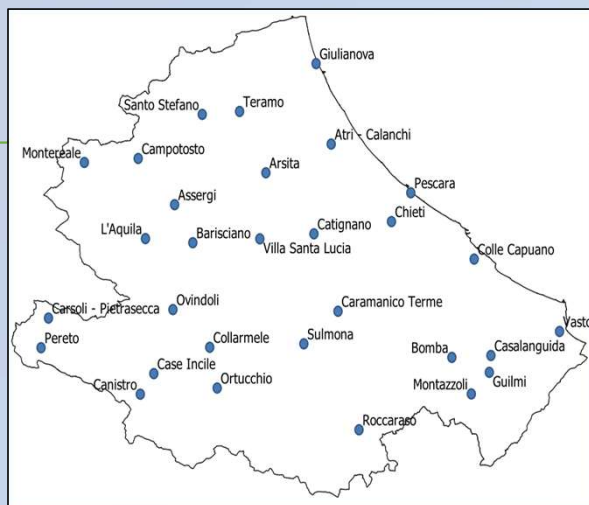 Giulianova
Santo Stefano
Teramo
Atri - Calanchi
Montereale
Campotosto
Arsita
Pescara
Assergi
Chieti
L'Aquila
Barisciano
Villa Santa Lucia
Catignano
Colle Capuano
Carsoli - Pietrasecca
Ovindoli
Caramanico Terme
Vasto
Pereto
Collarmele
Sulmona
Bomba
Casalanguida
Case Incile
Canistro
Ortucchio
Montazzoli
Guilmi
Roccaraso